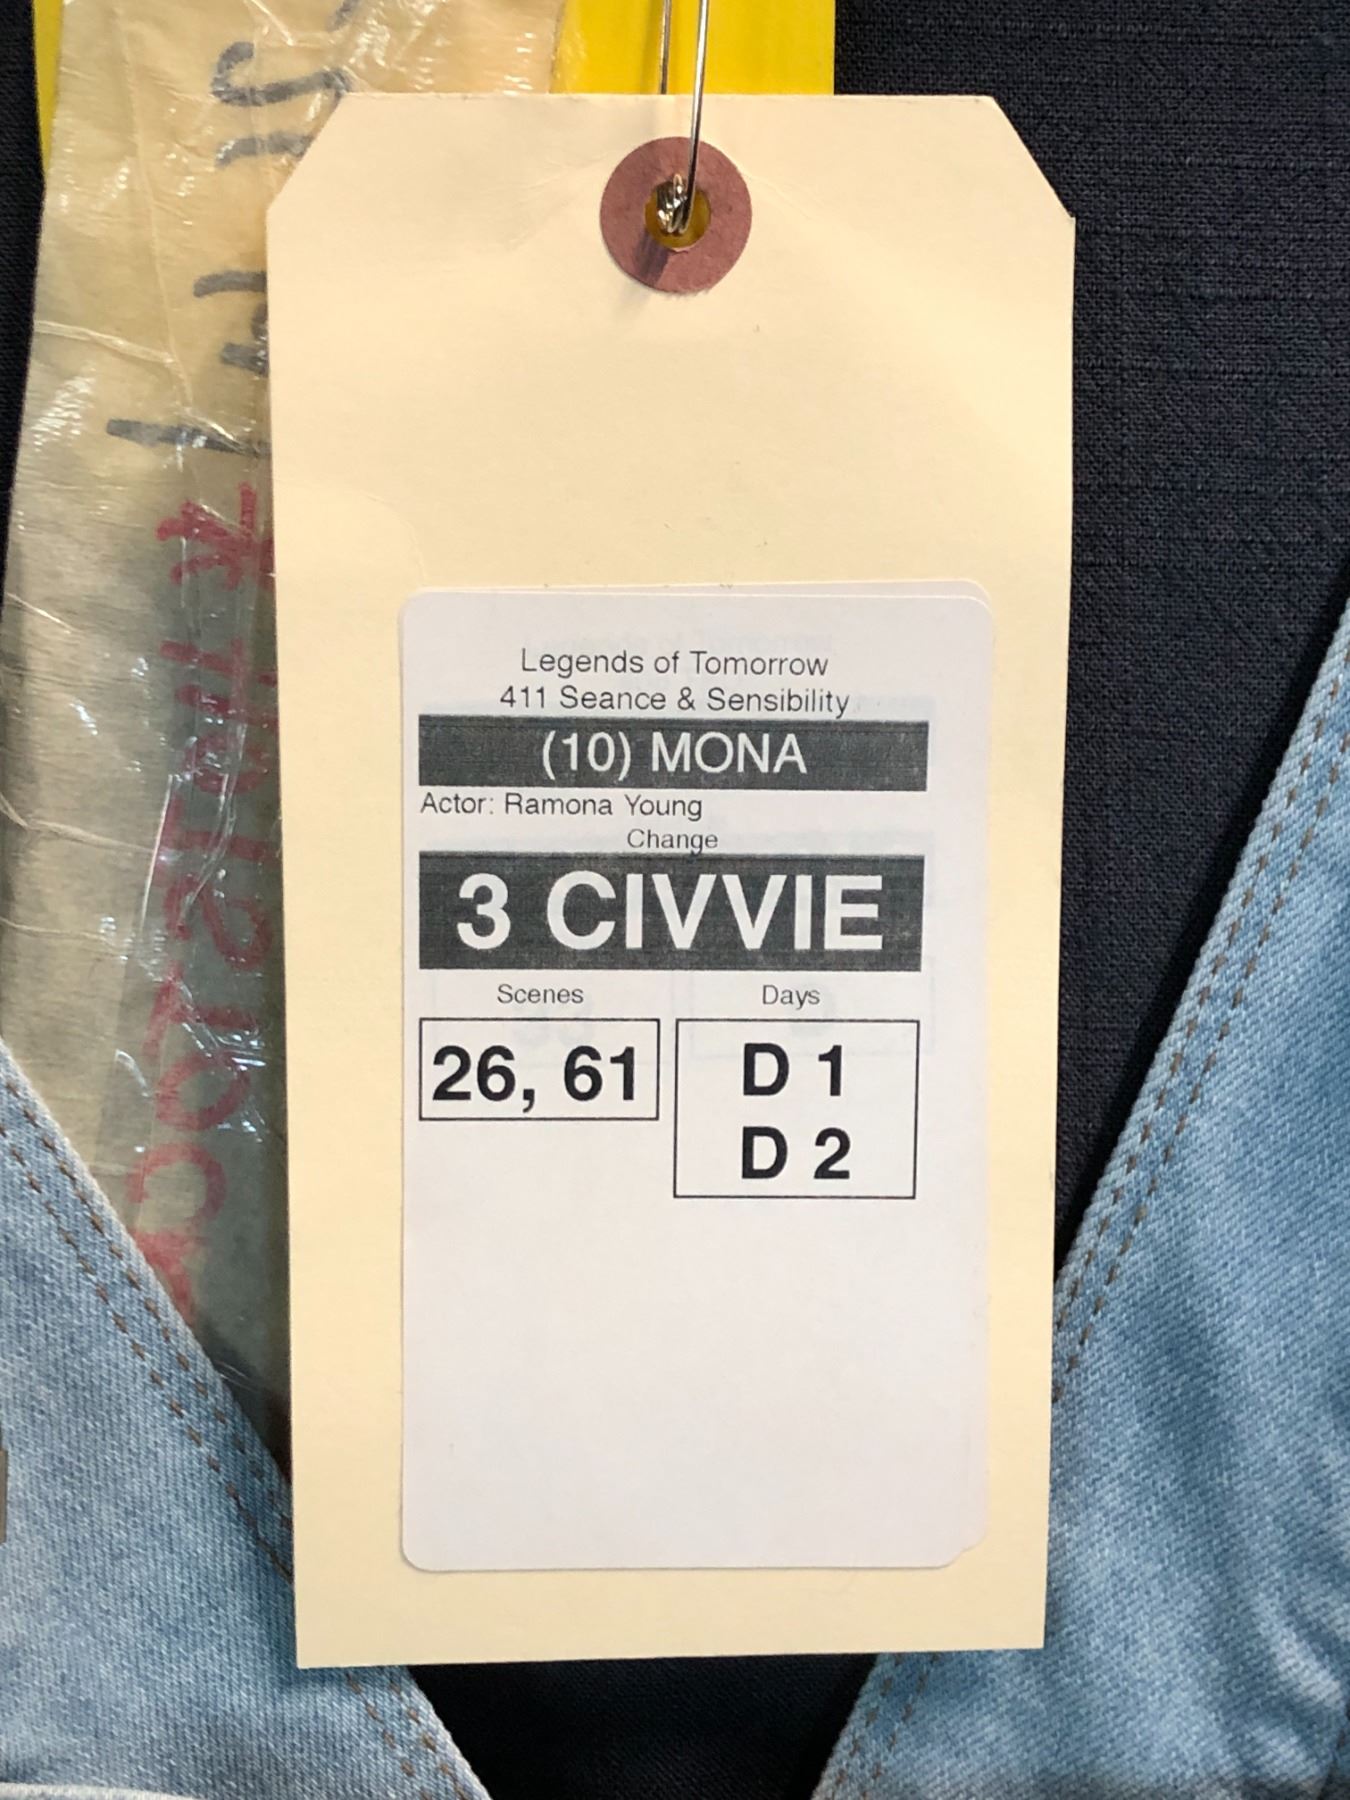 Legends of Tomorrow
411 Seance & Sensibility
(10) MONA
Actor: Ramona Young
Change
3 CIVVIE
Scenes
Days
26, 61
D 1
D 2